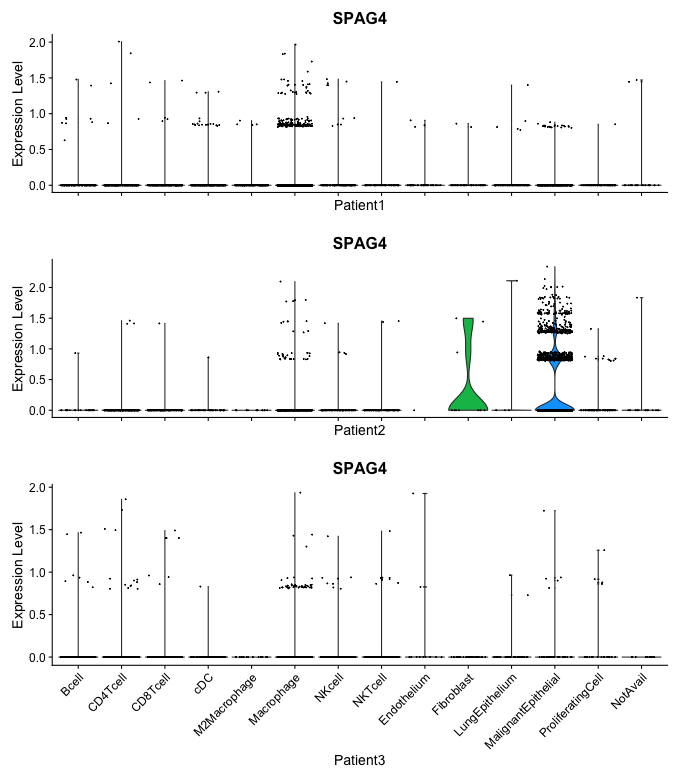 SPAG4
Expression Level
2.0
1.5
1.0
0.5
0.0
Patient1
SPAG4
Expression Level
2.0
1.5
1.0
0.5
0.0
Patient2
SPAG4
Expression Level
2.0
1.5
1.0
0.5
0.0
Bcell
CD4Tcell
CD8Tcell
cDC
M2Macrophage
Macrophage
NKcell
NKTcell
Endothelium
Fibroblast
LungEpithelium
MalignantEpithelial
ProliferatingCell
NotAvail
Patient3